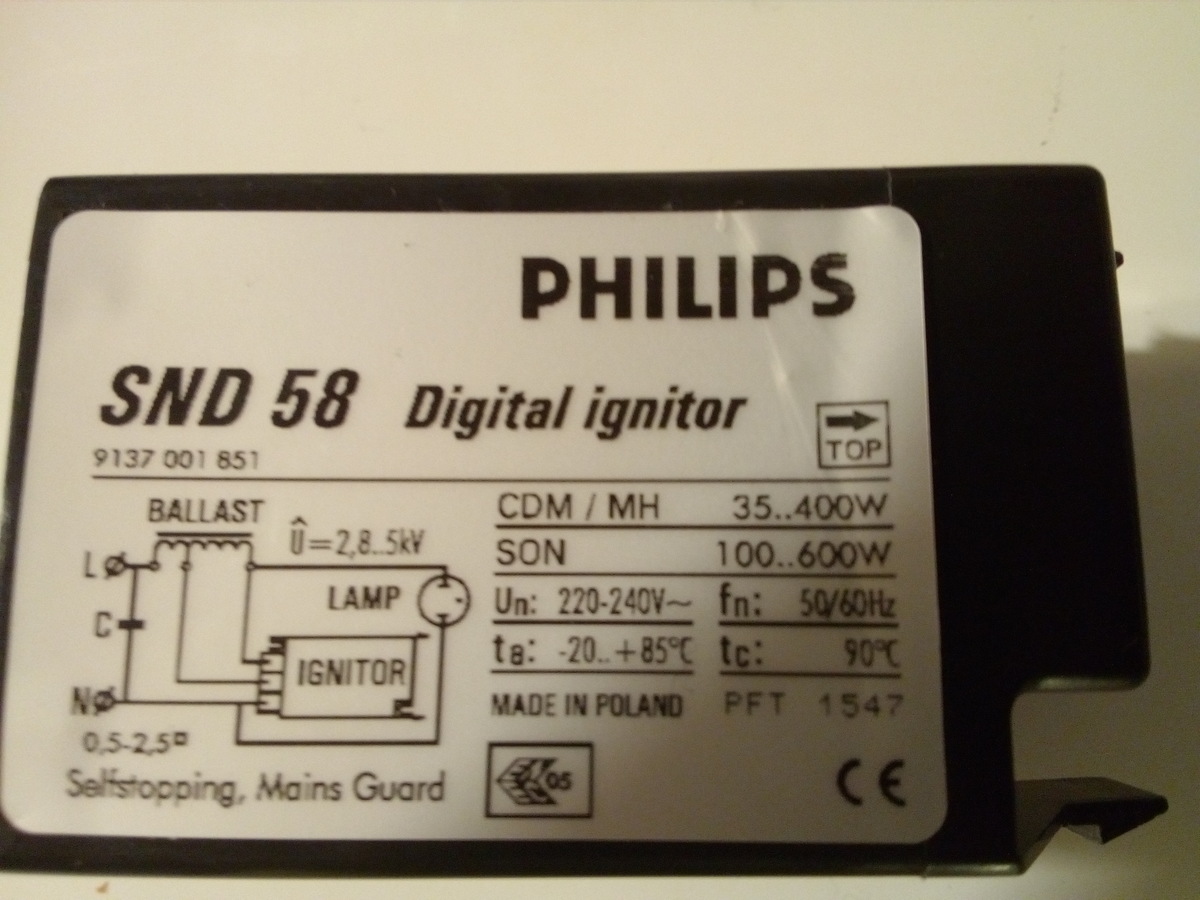 PHILIPS
SND 58 Digital ignitor
9137 001 851
TOP
BALLAST
Û=2,8..5kV
L
LAMP
C
IGNITOR
N
0,5-2,5
Selfstopping, Mains Guard
CDM / MH 35..400W
SON 100..600W
Un: 220-240V~ fn: 50/60Hz
tB: -20..+85°C tc: 90°C
MADE IN POLAND PFT 1547
05
CE